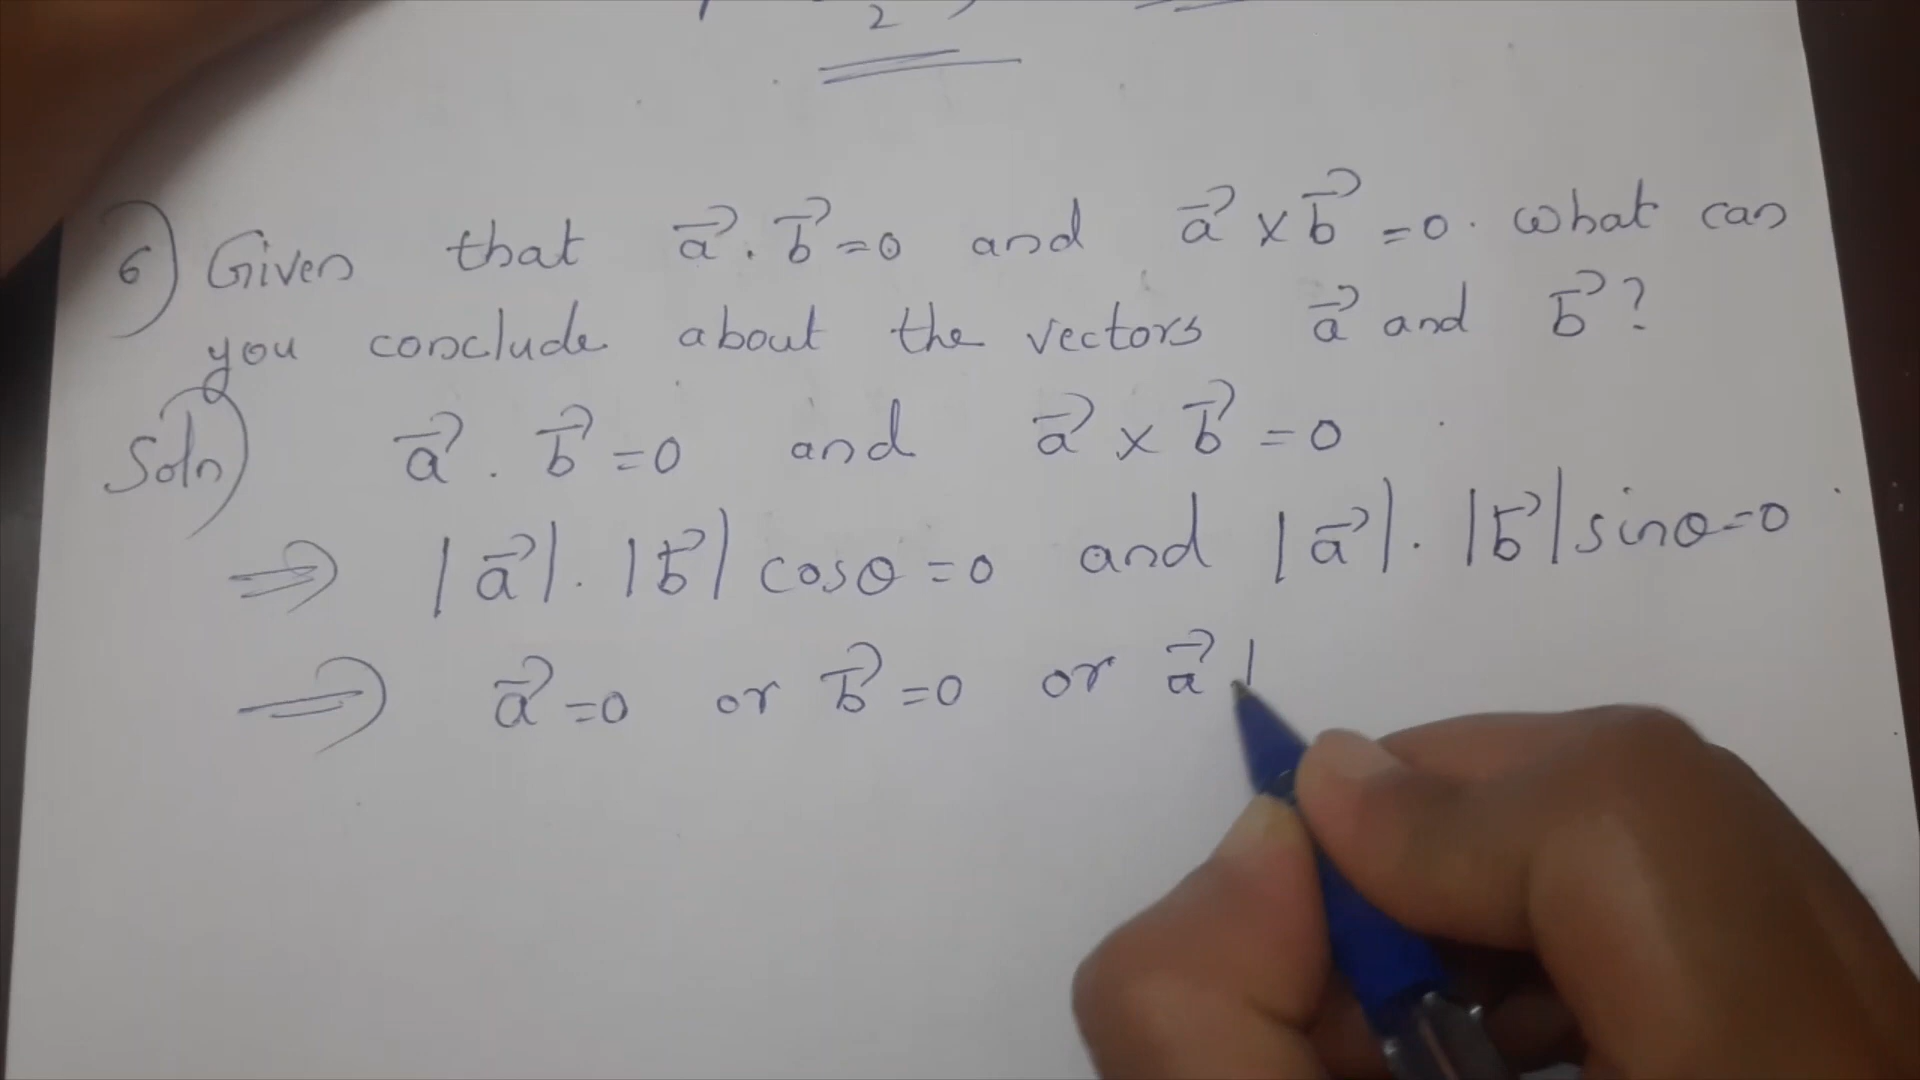 2
6) Given that a⃗ . b⃗ = 0 and a⃗ × b⃗ = 0. what can
you conclude about the vectors a⃗ and b⃗ ?
Soln) a⃗ . b⃗ = 0 and a⃗ × b⃗ = 0
⇒ |a⃗| . |b⃗| cosθ = 0 and |a⃗| . |b⃗| sinθ = 0
⇒ a⃗ = 0 or b⃗ = 0 or a⃗ |